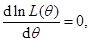 d ln L(θ) / dθ = 0,